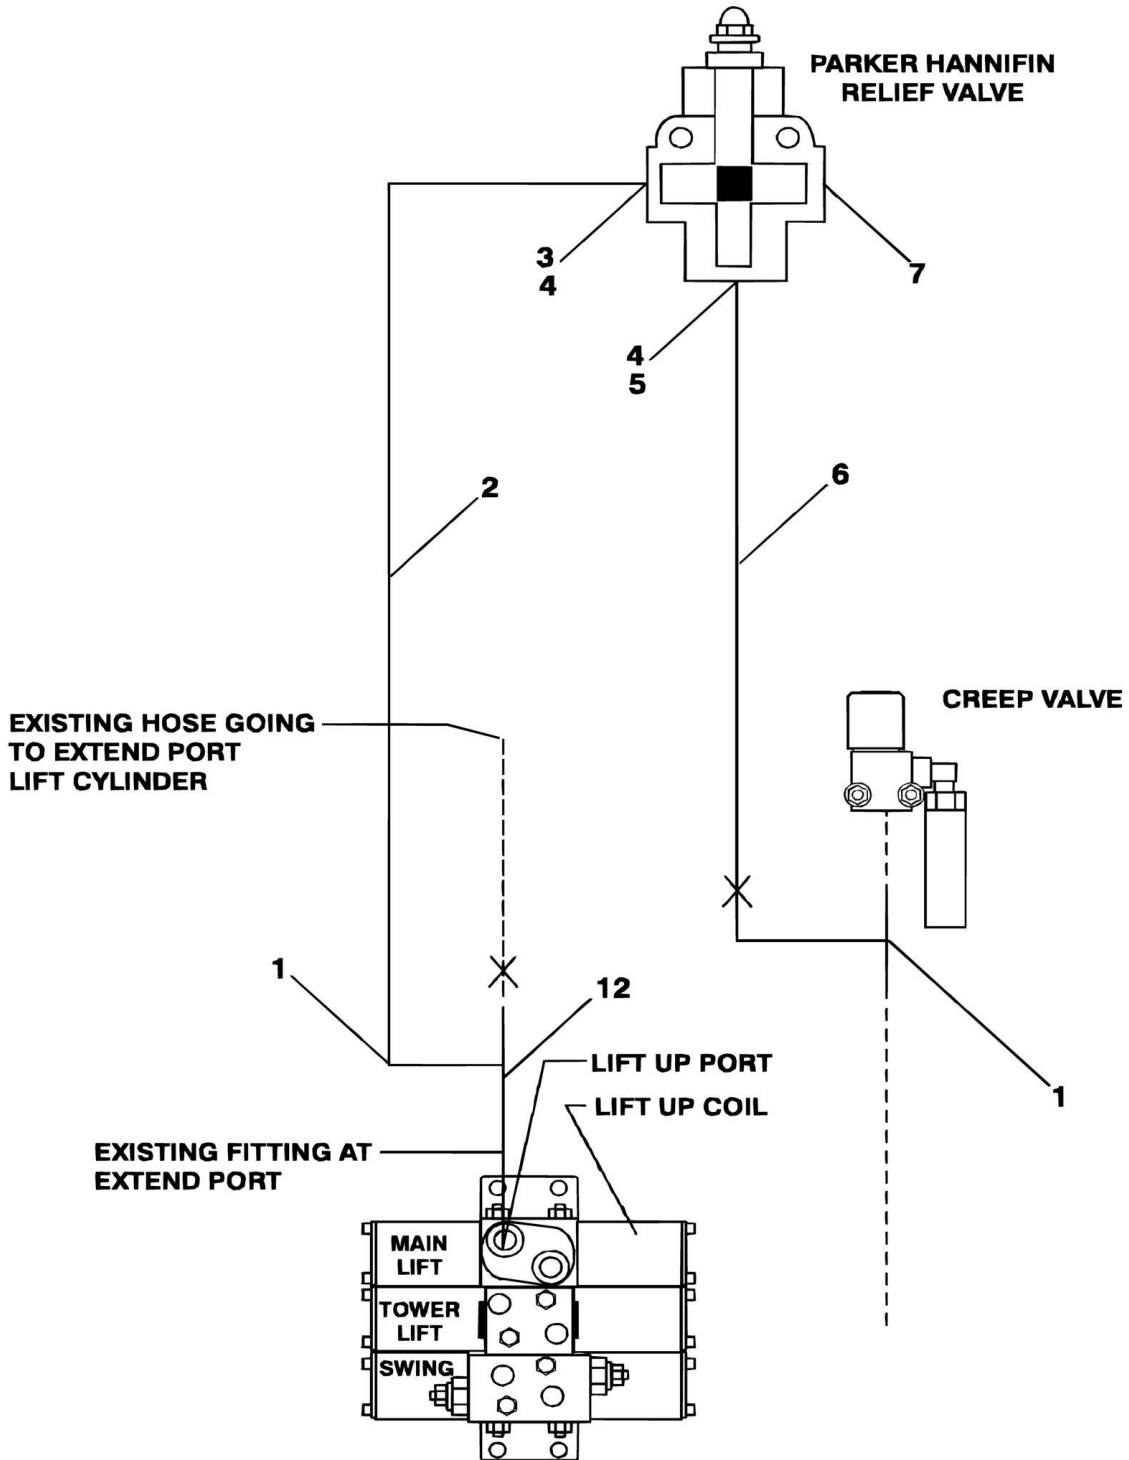 PARKER HANNIFIN
RELIEF VALVE
3
4
7
4
5
2
6
CREEP VALVE
EXISTING HOSE GOING
TO EXTEND PORT
LIFT CYLINDER
1
12
LIFT UP PORT
LIFT UP COIL
1
EXISTING FITTING AT
EXTEND PORT
MAIN
LIFT
TOWER
LIFT
SWING